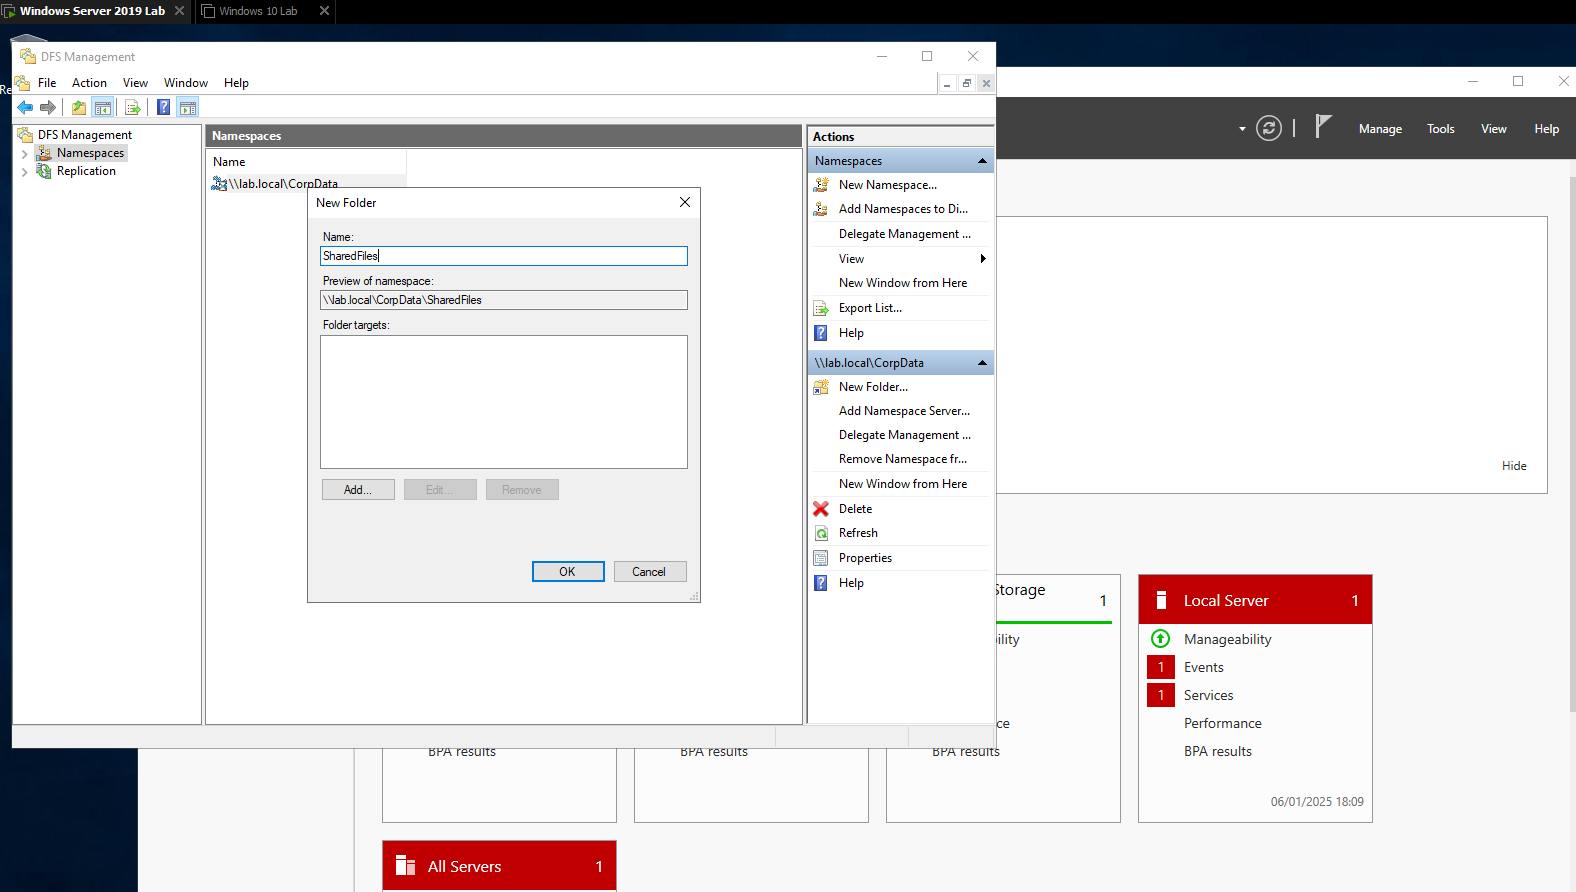 Windows Server 2019 Lab
Windows 10 Lab
DFS Management
File Action View Window Help
DFS Management
Namespaces
Replication
Namespaces
Name
\\lab.local\CorpData
New Folder
Name:
SharedFiles
Preview of namespace:
\\lab.local\CorpData\SharedFiles
Folder targets:
Add...
Edit...
Remove
OK
Cancel
Actions
Namespaces
New Namespace...
Add Namespaces to Di...
Delegate Management ...
View
New Window from Here
Export List...
Help
\\lab.local\CorpData
New Folder...
Add Namespace Server...
Delegate Management ...
Remove Namespace fr...
New Window from Here
Delete
Refresh
Properties
Help
Manage Tools View Help
Hide
Storage
1
ility
ce
BPA results
BPA results
BPA results
Local Server 1
Manageability
1 Events
1 Services
Performance
BPA results
06/01/2025 18:09
All Servers 1